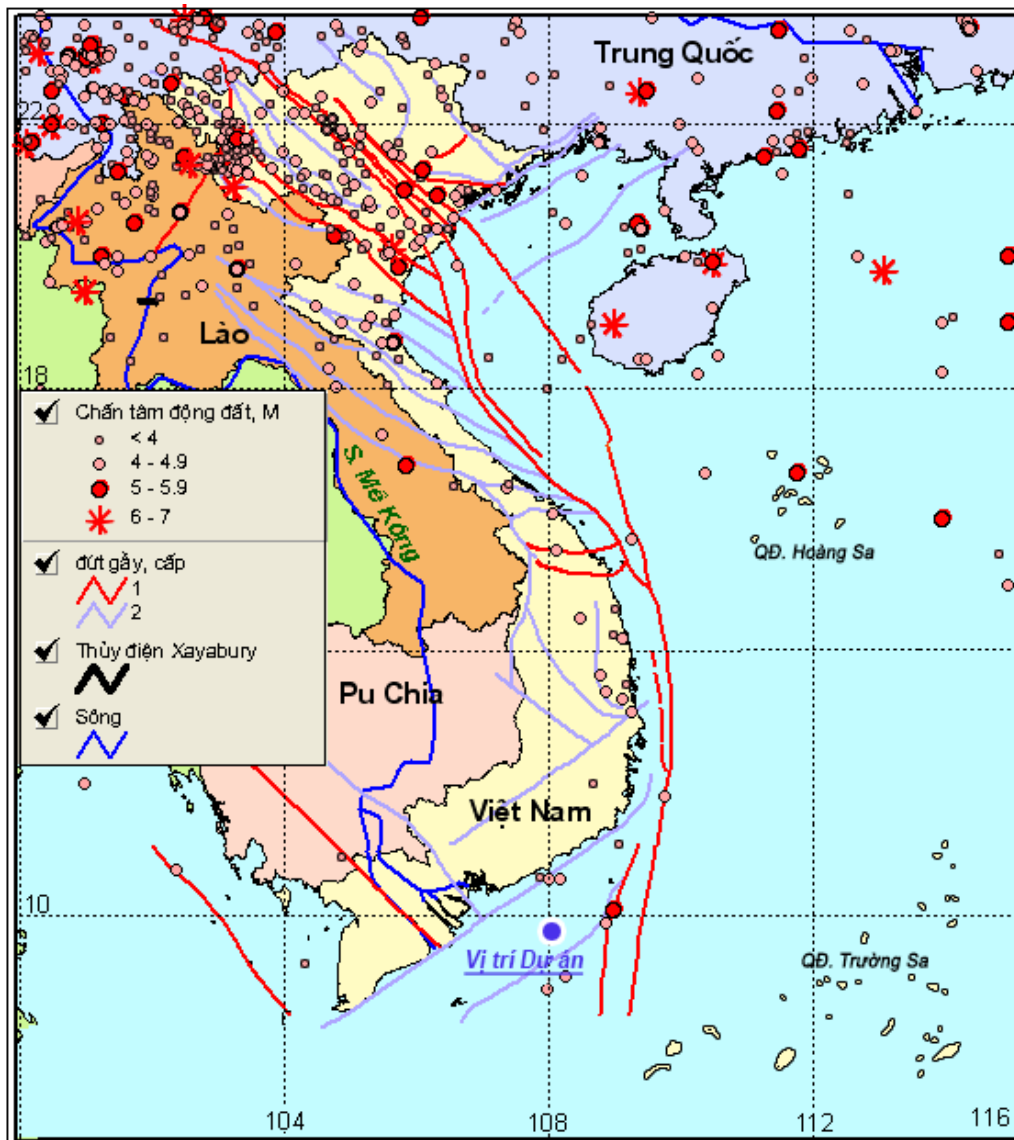 Trung Quốc
22
Lào
18
Chấn tâm động đất, M
< 4
4 - 4.9
5 - 5.9
6 - 7
đứt gẫy, cấp
1
2
Thủy điện Xayabury
Sông
S. Mê Kông
QĐ. Hoàng Sa
Pu Chia
Việt Nam
10
Vị trí Dự án
QĐ. Trường Sa
104
108
112
116